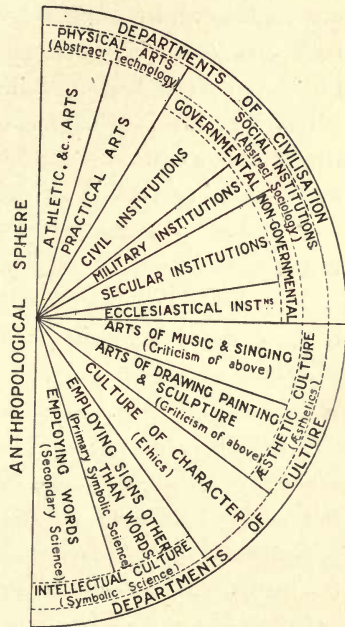 ANTHROPOLOGICAL SPHERE
DEPARTMENTS OF CIVILISATION
PHYSICAL ARTS
(Abstract Technology)
ATHLETIC, &c., ARTS
PRACTICAL ARTS
SOCIAL INSTITUTIONS
(Abstract Sociology)
GOVERNMENTAL
CIVIL INSTITUTIONS
MILITARY INSTITUTIONS
NON-GOVERNMENTAL
SECULAR INSTITUTIONS
ECCLESIASTICAL INSTNS
DEPARTMENTS OF CULTURE
ÆSTHETIC CULTURE
(Æsthetics.)
ARTS OF MUSIC & SINGING
(Criticism of above)
ARTS OF DRAWING PAINTING
& SCULPTURE
(Criticism of above)
CULTURE OF CHARACTER
(Ethics)
INTELLECTUAL CULTURE
(Symbolic Science)
EMPLOYING SIGNS OTHER
THAN WORDS
(Primary Symbolic Science)
EMPLOYING WORDS
(Secondary Science)